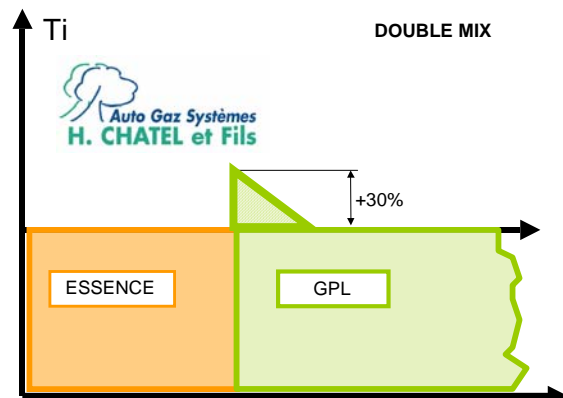 Ti
DOUBLE MIX
Auto Gaz Systèmes
H. CHATEL et Fils
+30%
ESSENCE
GPL